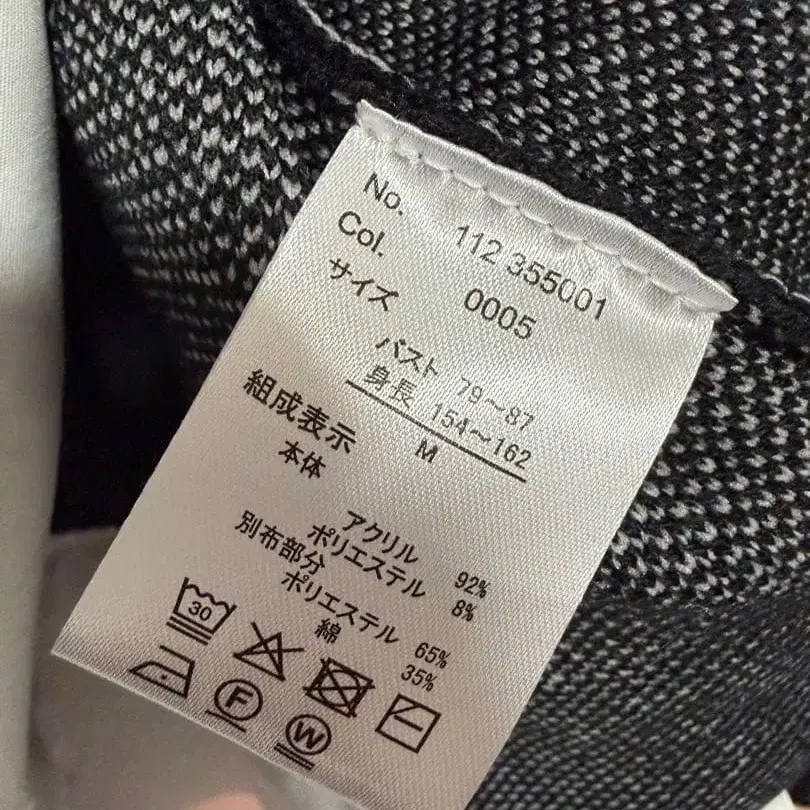 No. 112 355001
Col. 0005
サイズ
バスト 79～87
身長 154～162
M
組成表示
本体
アクリル 92%
ポリエステル 8%
別布部分
ポリエステル 65%
綿 35%
30
F
W